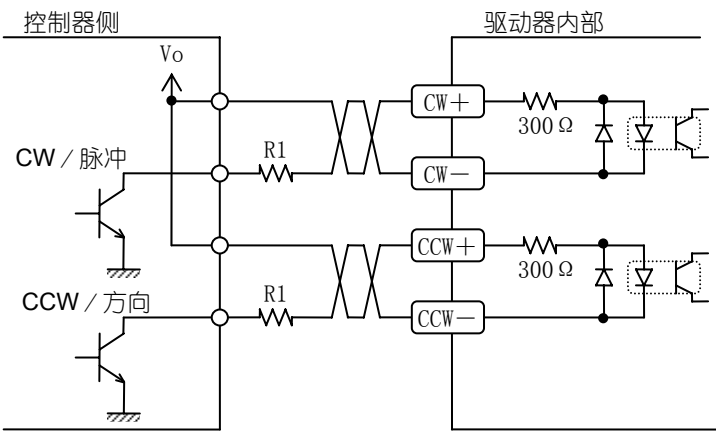 控制器侧
驱动器内部
Vo
CW＋
300Ω
CW／脉冲
R1
CW－
CCW＋
300Ω
CCW／方向
R1
CCW－